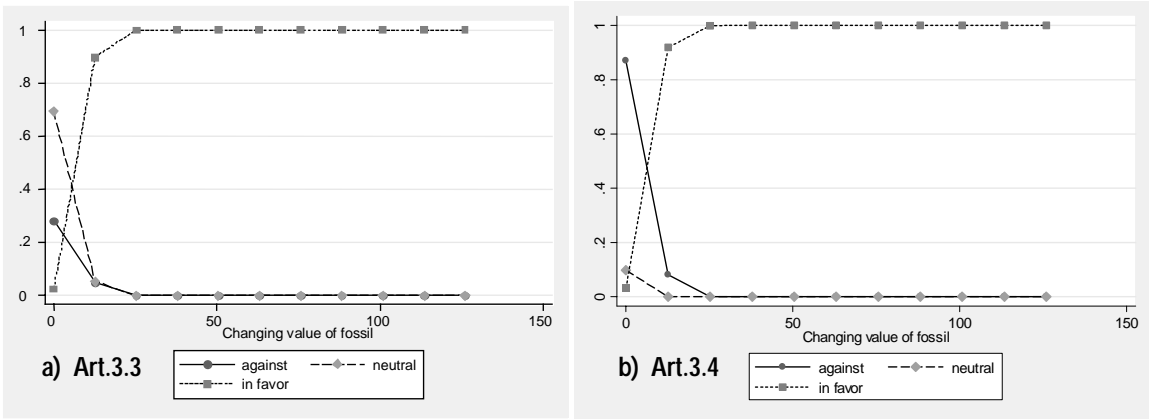 1
.8
.6
.4
.2
0
0 50 100 150
Changing value of fossil
a) Art.3.3
against neutral
in favor
1
.8
.6
.4
.2
0
0 50 100 150
Changing value of fossil
b) Art.3.4
against neutral
in favor